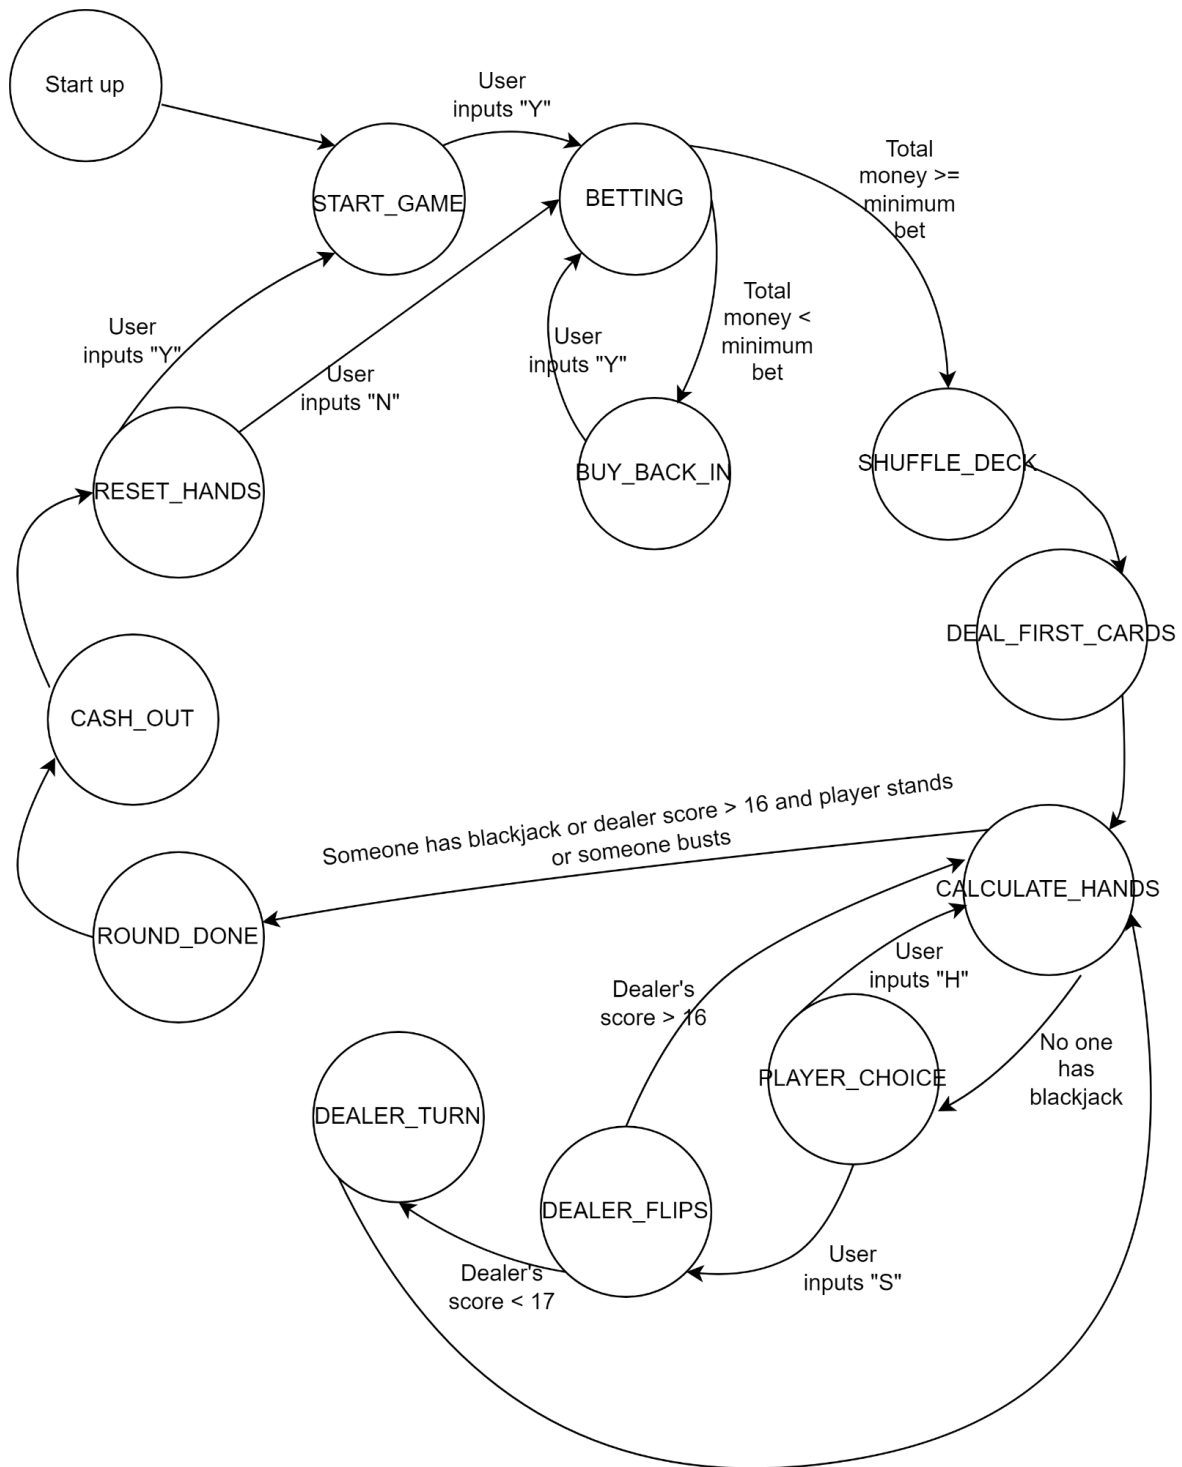 Start up
User
inputs "Y"
START_GAME
BETTING
Total
money >=
minimum
bet
User
inputs "Y"
User
inputs "N"
User
inputs "Y"
Total
money <
minimum
bet
RESET_HANDS
BUY_BACK_IN
SHUFFLE_DECK
DEAL_FIRST_CARDS
CASH_OUT
Someone has blackjack or dealer score > 16 and player stands
or someone busts
CALCULATE_HANDS
ROUND_DONE
User
inputs "H"
Dealer's
score > 16
No one
has
blackjack
PLAYER_CHOICE
DEALER_TURN
DEALER_FLIPS
User
inputs "S"
Dealer's
score < 17